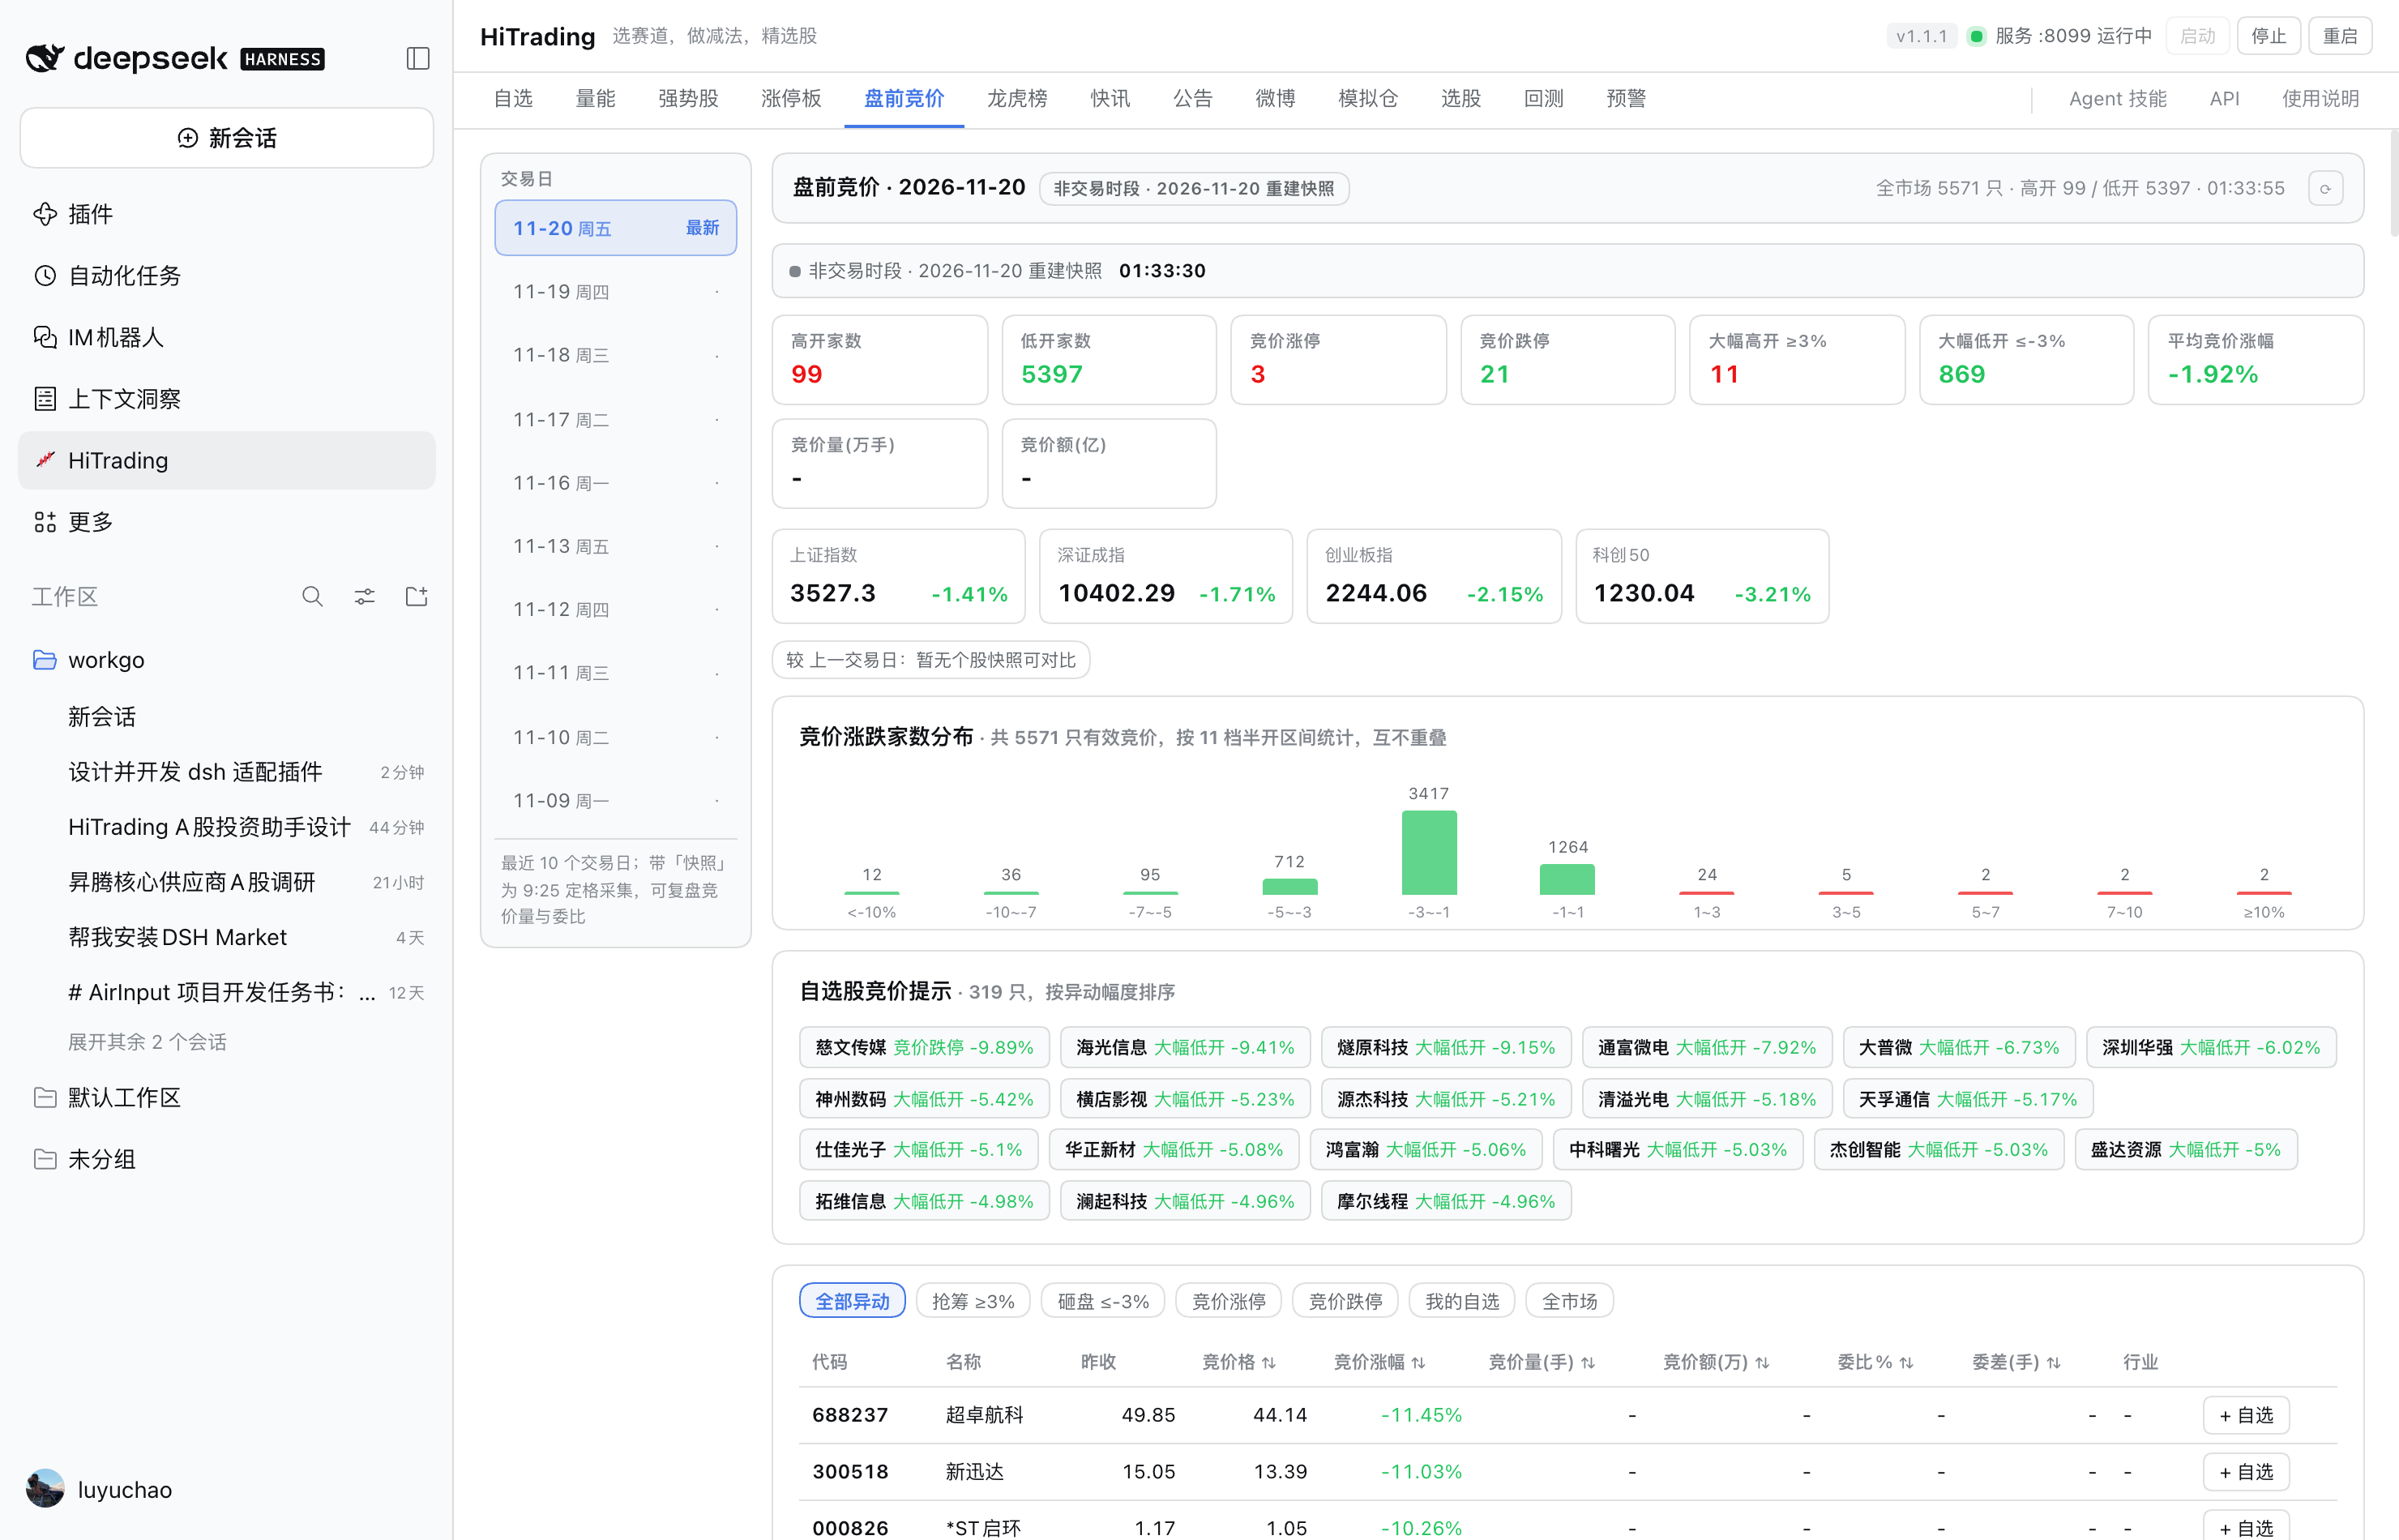 deepseek HARNESS
新会话
插件
自动化任务
IM机器人
上下文洞察
HiTrading
更多
工作区
workgo
新会话
设计并开发 dsh 适配插件 2分钟
HiTrading A股投资助手设计 44分钟
昇腾核心供应商A股调研 21小时
帮我安装DSH Market 4天
# AirInput 项目开发任务书：... 12天
展开其余 2 个会话
默认工作区
未分组
luyuchao
HiTrading 选赛道，做减法，精选股
v1.1.1 服务 :8099 运行中 启动 停止 重启
自选 量能 强势股 涨停板 盘前竞价 龙虎榜 快讯 公告 微博 模拟仓 选股 回测 预警 Agent 技能 API 使用说明
交易日
11-20 周五 最新
11-19 周四 ·
11-18 周三 ·
11-17 周二 ·
11-16 周一 ·
11-13 周五 ·
11-12 周四 ·
11-11 周三 ·
11-10 周二 ·
11-09 周一 ·
最近 10 个交易日；带「快照」
为 9:25 定格采集，可复盘竞
价量与委比
盘前竞价 · 2026-11-20 非交易时段 · 2026-11-20 重建快照 全市场 5571 只 · 高开 99 / 低开 5397 · 01:33:55
非交易时段 · 2026-11-20 重建快照 01:33:30
高开家数 低开家数 竞价涨停 竞价跌停 大幅高开 ≥3% 大幅低开 ≤-3% 平均竞价涨幅
99 5397 3 21 11 869 -1.92%
竞价量(万手) 竞价额(亿)
- -
上证指数 深证成指 创业板指 科创50
3527.3 -1.41% 10402.29 -1.71% 2244.06 -2.15% 1230.04 -3.21%
较 上一交易日：暂无个股快照可对比
竞价涨跌家数分布 · 共 5571 只有效竞价，按 11 档半开区间统计，互不重叠
12 36 95 712 3417 1264 24 5 2 2 2
<-10% -10~-7 -7~-5 -5~-3 -3~-1 -1~1 1~3 3~5 5~7 7~10 ≥10%
自选股竞价提示 · 319 只，按异动幅度排序
慈文传媒 竞价跌停 -9.89% 海光信息 大幅低开 -9.41% 燧原科技 大幅低开 -9.15% 通富微电 大幅低开 -7.92% 大普微 大幅低开 -6.73% 深圳华强 大幅低开 -6.02%
神州数码 大幅低开 -5.42% 横店影视 大幅低开 -5.23% 源杰科技 大幅低开 -5.21% 清溢光电 大幅低开 -5.18% 天孚通信 大幅低开 -5.17%
仕佳光子 大幅低开 -5.1% 华正新材 大幅低开 -5.08% 鸿富瀚 大幅低开 -5.06% 中科曙光 大幅低开 -5.03% 杰创智能 大幅低开 -5.03% 盛达资源 大幅低开 -5%
拓维信息 大幅低开 -4.98% 澜起科技 大幅低开 -4.96% 摩尔线程 大幅低开 -4.96%
全部异动 抢筹 ≥3% 砸盘 ≤-3% 竞价涨停 竞价跌停 我的自选 全市场
代码 名称 昨收 竞价格 ⇅ 竞价涨幅 ⇅ 竞价量(手) ⇅ 竞价额(万) ⇅ 委比% ⇅ 委差(手) ⇅ 行业
688237 超卓航科 49.85 44.14 -11.45% - - - - - + 自选
300518 新迅达 15.05 13.39 -11.03% - - - - - + 自选
000826 *ST启环 1.17 1.05 -10.26% - - - - - + 自选